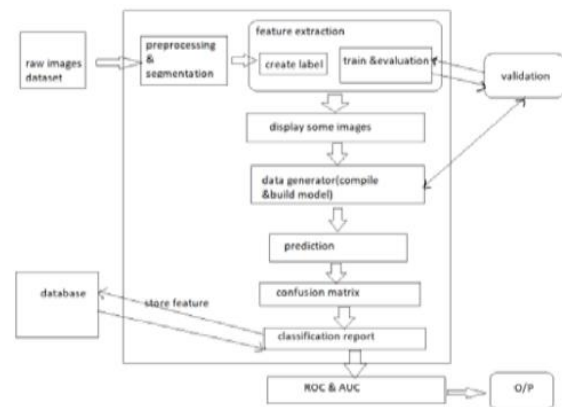 raw images
dataset
preprocessing
&
segmentation
feature extraction
create label
train &evaluation
validation
display some images
data generator(compile
&build model)
prediction
confusion matrix
database
store feature
classification report
ROC & AUC
O/P